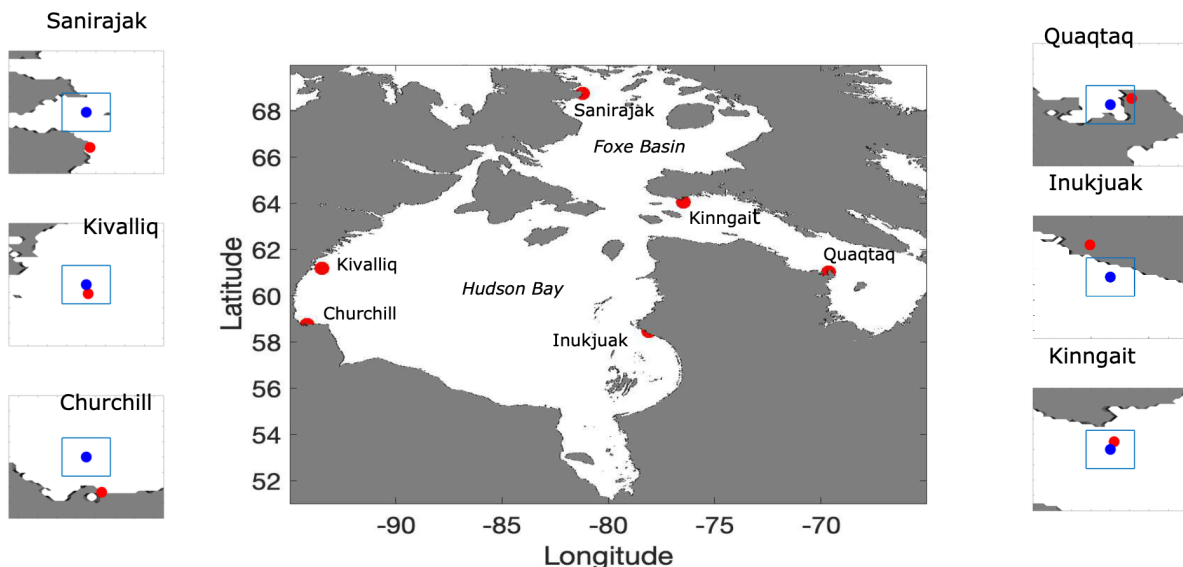 Sanirajak
Kivalliq
Churchill
Latitude
68
66
64
62
60
58
56
54
52
Sanirajak
Foxe Basin
Kinngait
Quaqtaq
Kivalliq
Hudson Bay
Churchill
Inukjuak
-90
-85
-80
-75
-70
Longitude
Quaqtaq
Inukjuak
Kinngait